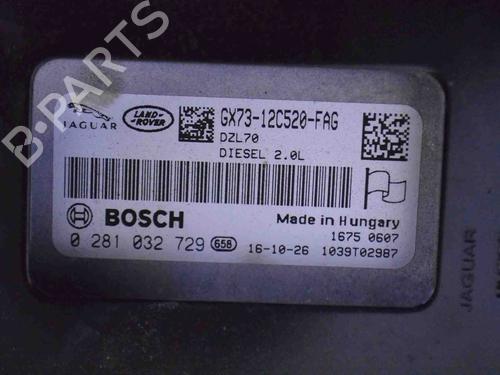 B-PARTS
JAGUAR
LAND ROVER
GX73-12C520-FAG
DZL70
DIESEL 2.0L
BOSCH
Made in Hungary
1675 0607
0 281 032 729 658
16-10-26 1039T02987
JAGUAR